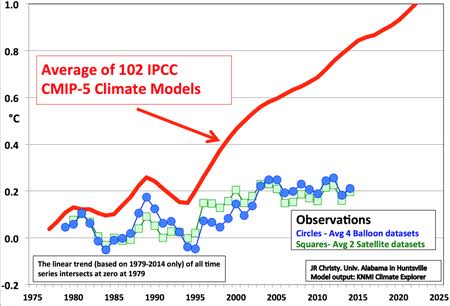 1.0
0.8
0.6
°C
0.4
0.2
0.0
-0.2
Average of 102 IPCC
CMIP-5 Climate Models
Observations
Circles - Avg 4 Balloon datasets
Squares- Avg 2 Satellite datasets
The linear trend (based on 1979-2014 only) of all time
series intersects at zero at 1979
JR Christy. Univ. Alabama in Huntsville
Model output: KNMI Climate Explorer
1975 1980 1985 1990 1995 2000 2005 2010 2015 2020 2025